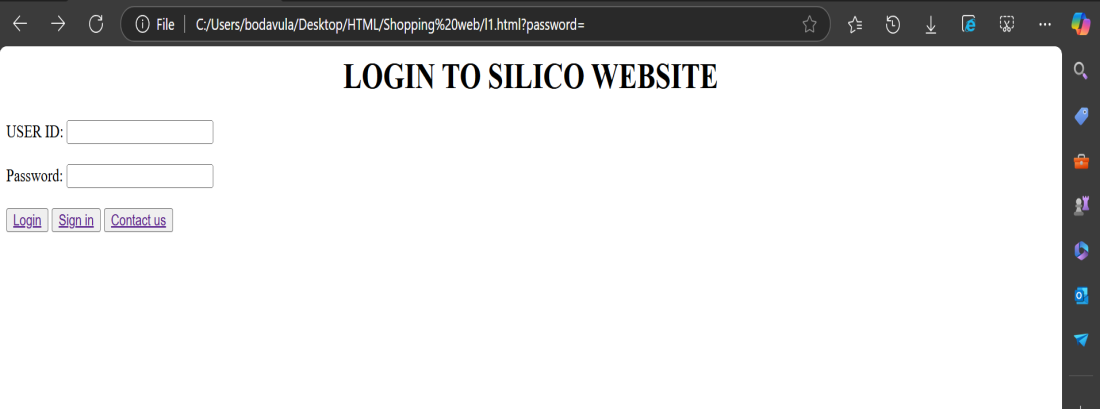 File C:/Users/bodavula/Desktop/HTML/Shopping%20web/l1.html?password=
LOGIN TO SILICO WEBSITE
USER ID:
Password:
Login Sign in Contact us